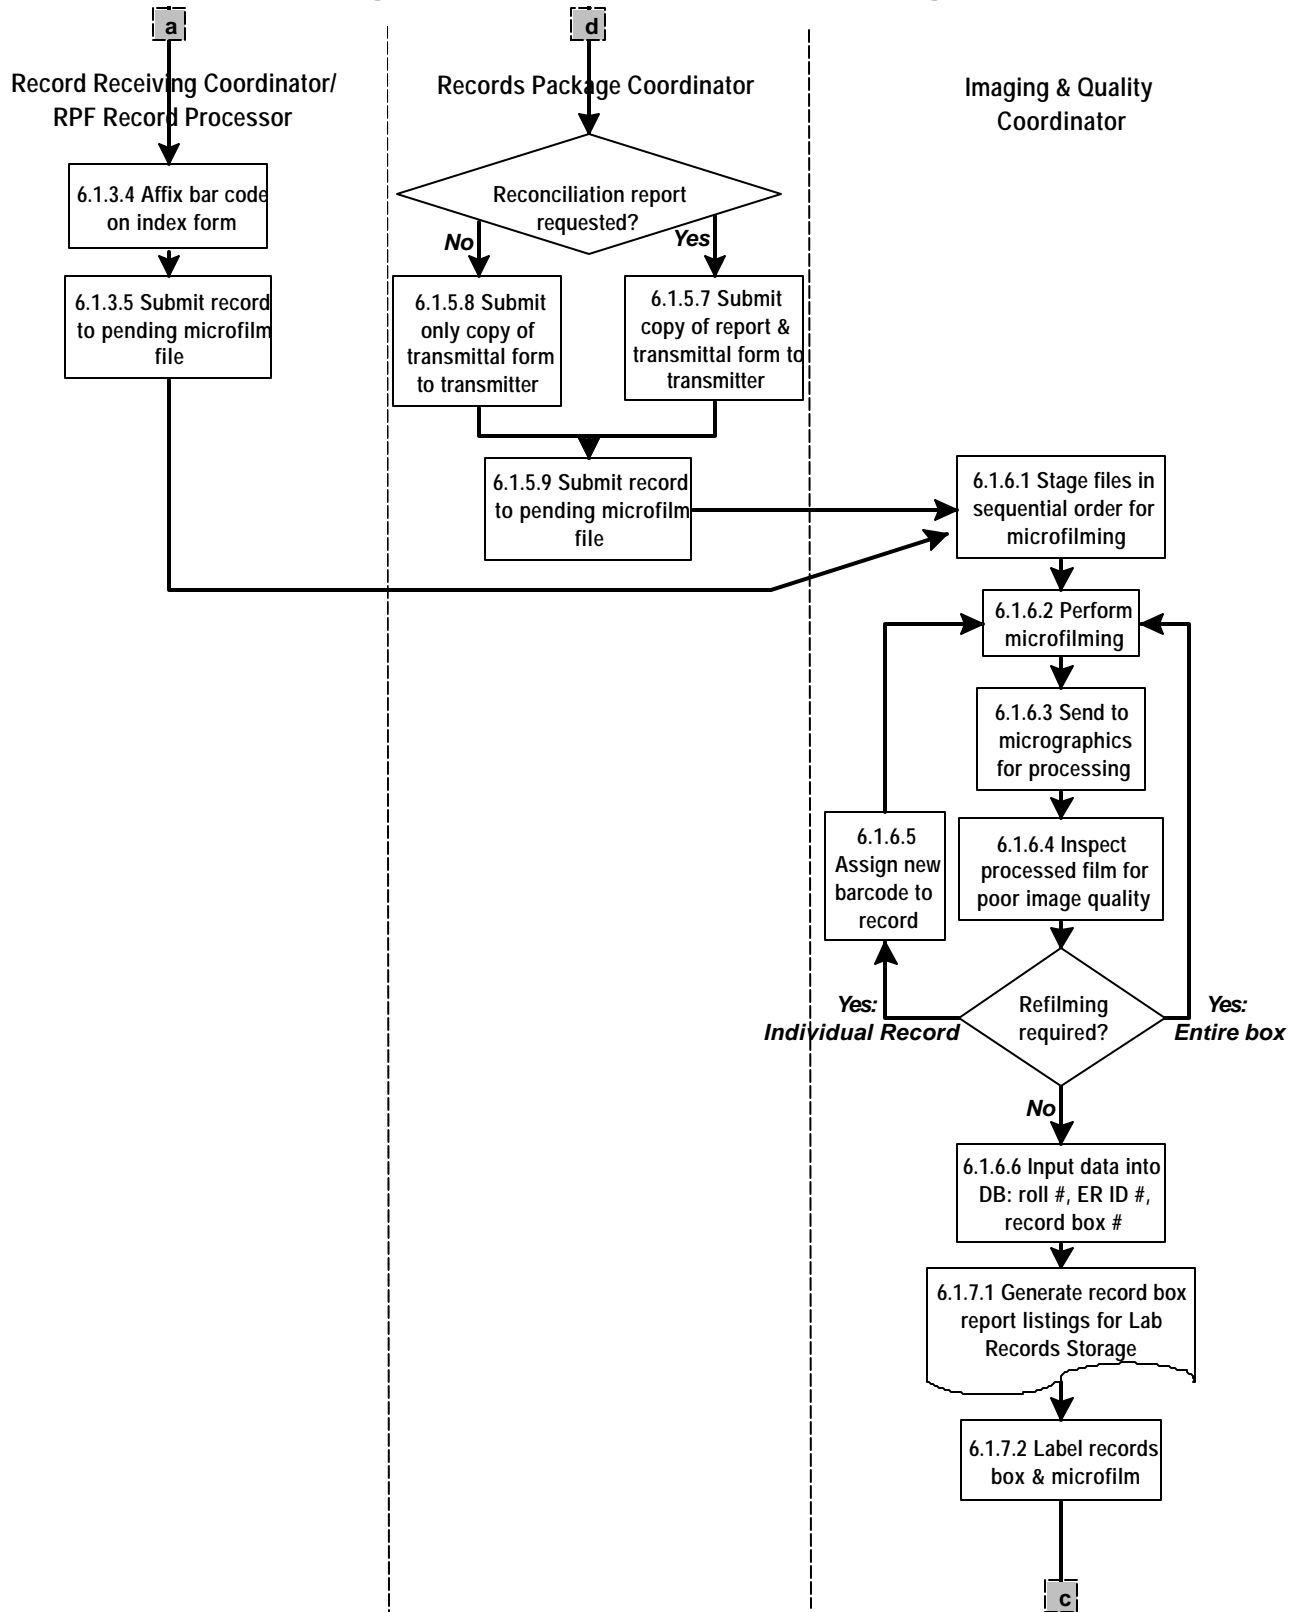 a
d
Record Receiving Coordinator/
RPF Record Processor
Records Package Coordinator
Imaging & Quality
Coordinator
6.1.3.4 Affix bar code
on index form
6.1.3.5 Submit record
to pending microfilm
file
Reconciliation report
requested?
No
Yes
6.1.5.8 Submit
only copy of
transmittal form
to transmitter
6.1.5.7 Submit
copy of report &
transmittal form to
transmitter
6.1.5.9 Submit record
to pending microfilm
file
6.1.6.1 Stage files in
sequential order for
microfilming
6.1.6.2 Perform
microfilming
6.1.6.3 Send to
micrographics
for processing
6.1.6.5
Assign new
barcode to
record
6.1.6.4 Inspect
processed film for
poor image quality
Yes:
Individual Record
Refilming
required?
Yes:
Entire box
No
6.1.6.6 Input data into
DB: roll #, ER ID #,
record box #
6.1.7.1 Generate record box
report listings for Lab
Records Storage
6.1.7.2 Label records
box & microfilm
c